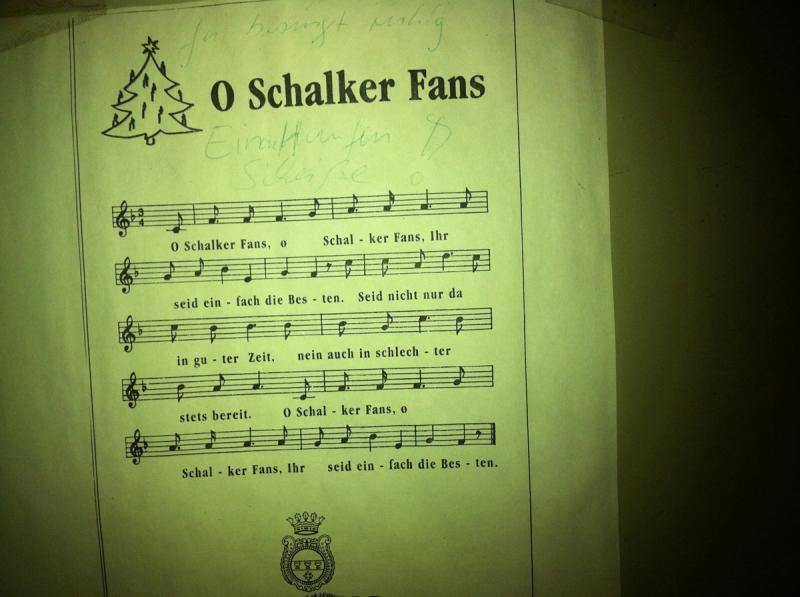 O Schalker Fans
O Schalker Fans, o Schal - ker Fans, Ihr
seid ein - fach die Bes - ten. Seid nicht nur da
in gu - ter Zeit, nein auch in schlech - ter
stets bereit. O Schal - ker Fans, o
Schal - ker Fans, Ihr seid ein - fach die Bes - ten.